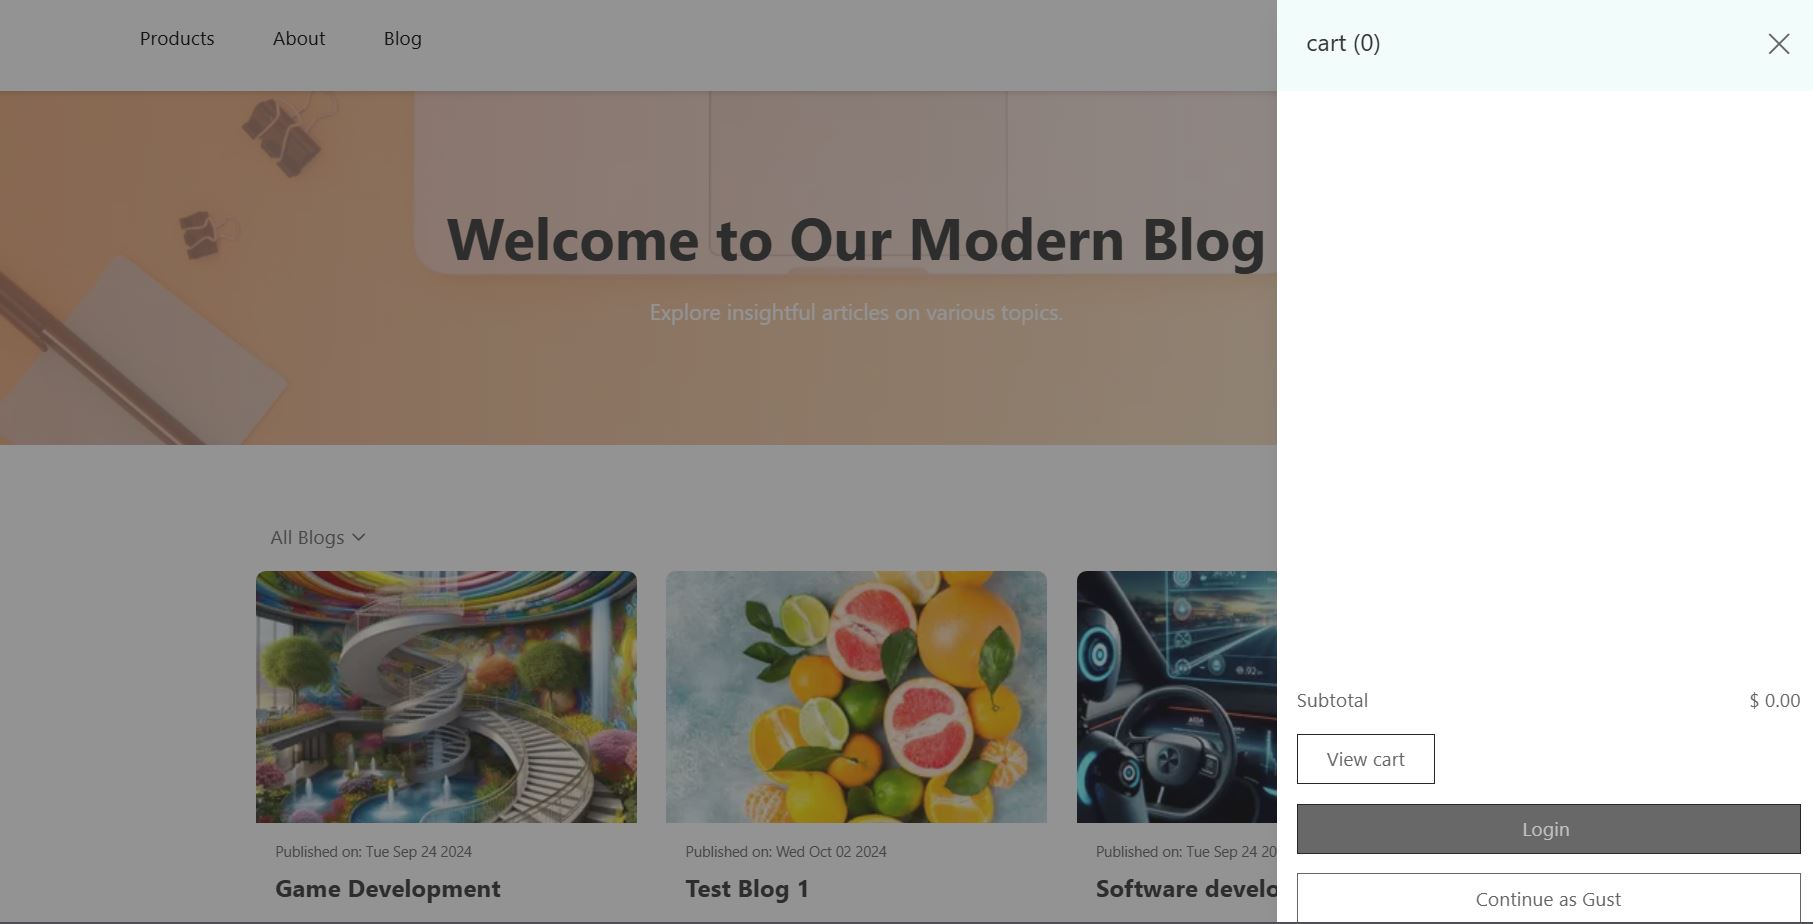 Products
About
Blog
cart (0)
Welcome to Our Modern Blog
Explore insightful articles on various topics.
All Blogs
Published on: Tue Sep 24 2024
Game Development
Published on: Wed Oct 02 2024
Test Blog 1
Published on: Tue Sep 24 20
Software develo
Subtotal
$ 0.00
View cart
Login
Continue as Gust